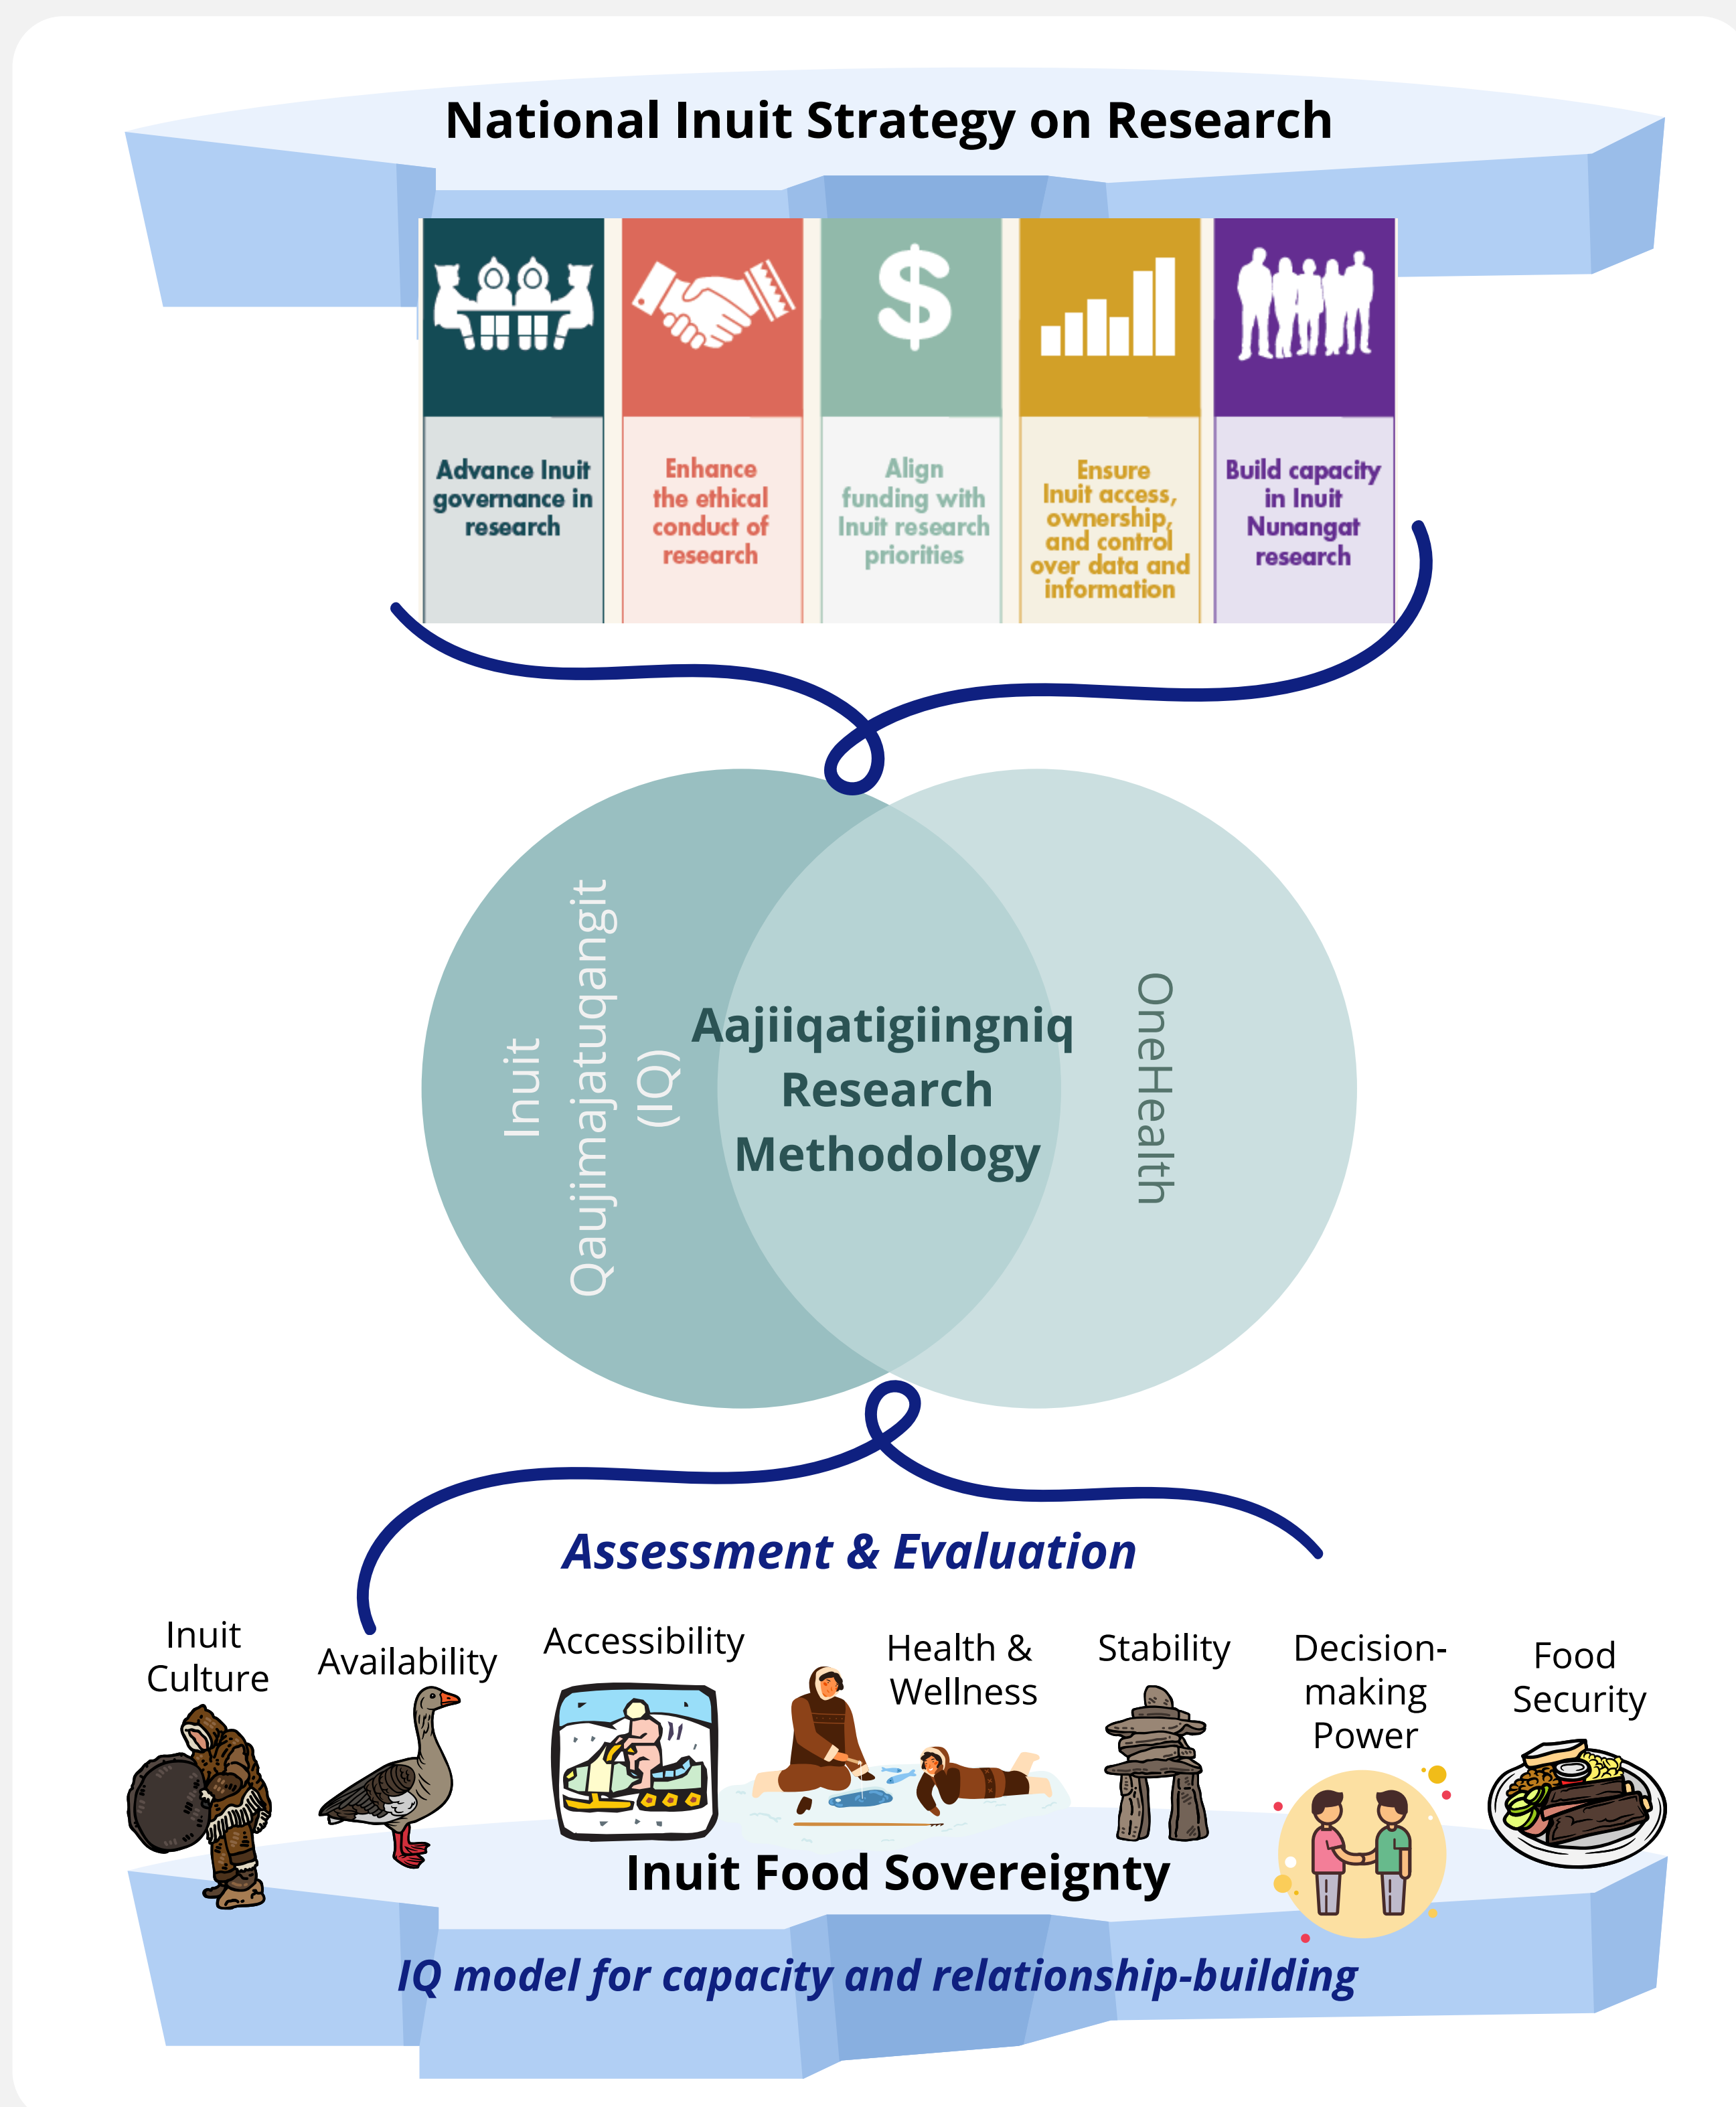 National Inuit Strategy on Research
Advance Inuit
governance in
research
Enhance
the ethical
conduct of
research
Align
funding with
Inuit research
priorities
Ensure
Inuit access,
ownership,
and control
over data and
information
Build capacity
in Inuit
Nunangat
research
Inuit
Qaujimajatuqangit
(IQ)
Aajiiqatigiingniq
Research
Methodology
OneHealth
Assessment & Evaluation
Inuit
Culture
Availability
Accessibility
Health &
Wellness
Stability
Decision-
making
Power
Food
Security
Inuit Food Sovereignty
IQ model for capacity and relationship-building